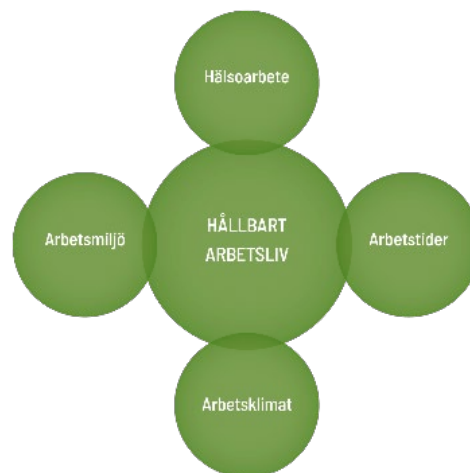 Hälsoarbete
Arbetsmiljö
HÅLLBART
ARBETSLIV
Arbetstider
Arbetsklimat